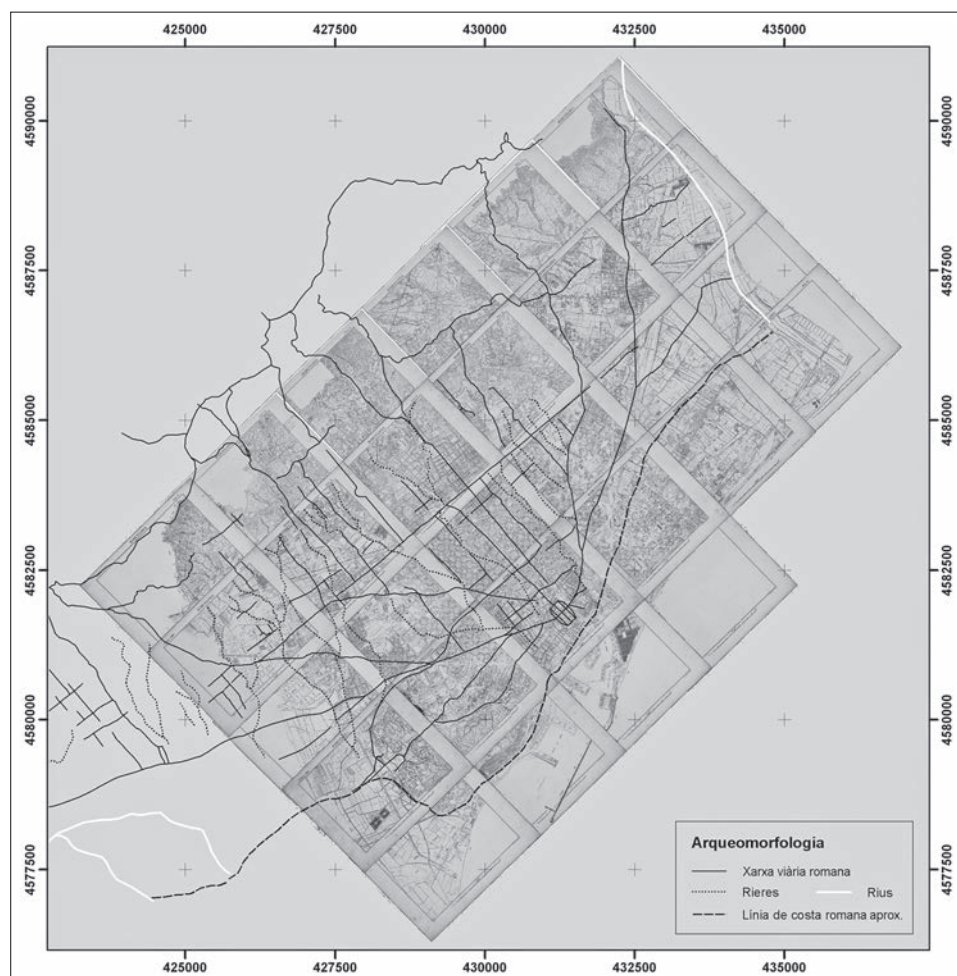 425000 427500 430000 432500 435000
4590000 4590000
4587500 4587500
4585000 4585000
4582500 4582500
4580000 4580000
4577500 4577500
Arqueomorfologia
Xarxa viària romana
Rieres Rius
Línia de costa romana aprox.
425000 427500 430000 432500 435000